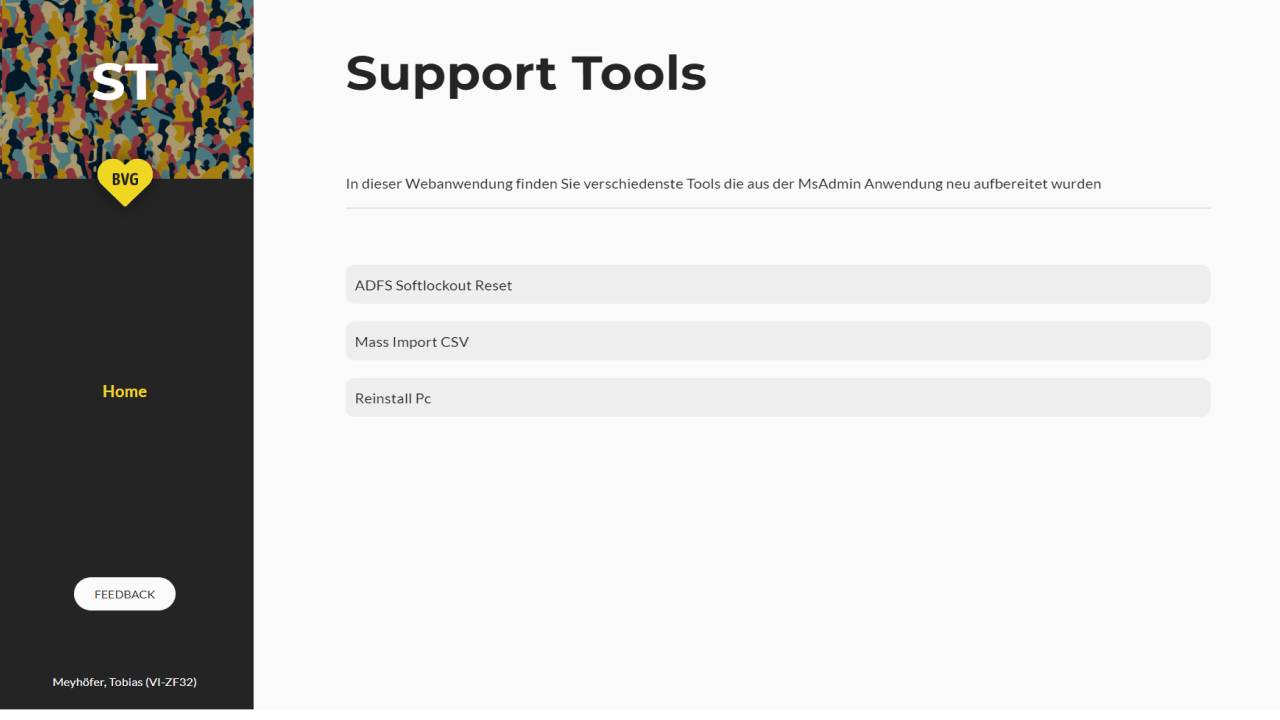 ST
BVG
Home
FEEDBACK
Meyhöfer, Tobias (VI-ZF32)
Support Tools
In dieser Webanwendung finden Sie verschiedenste Tools die aus der MsAdmin Anwendung neu aufbereitet wurden
ADFS Softlockout Reset
Mass Import CSV
Reinstall Pc